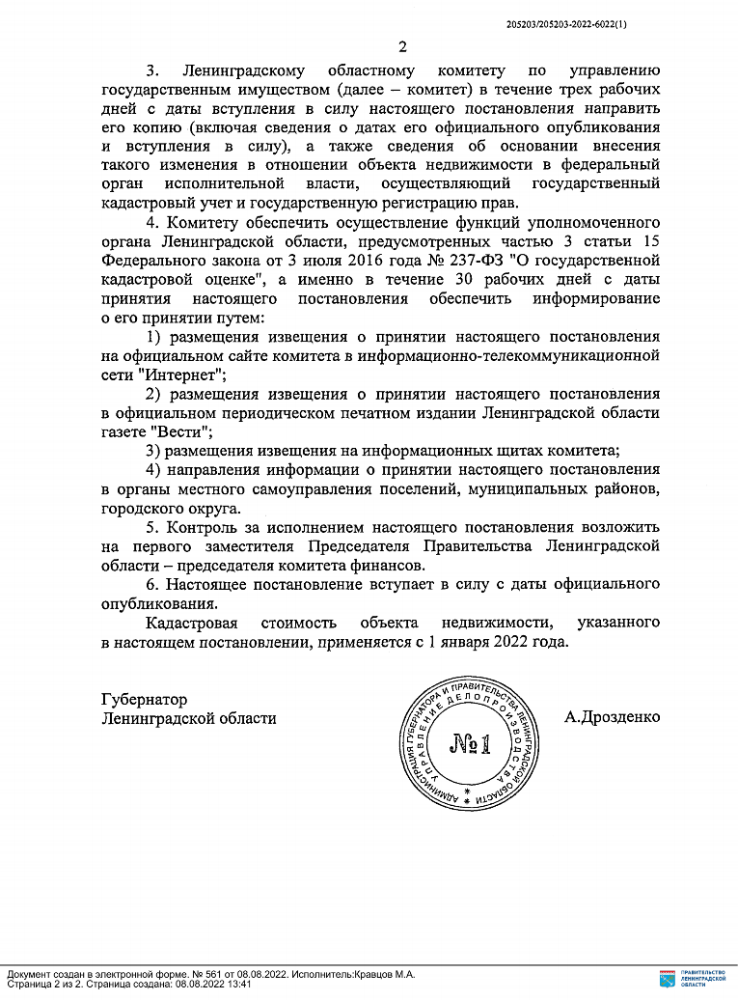 205203/205203-2022-6022(1)
2
3. Ленинградскому областному комитету по управлению
государственным имуществом (далее – комитет) в течение трех рабочих
дней с даты вступления в силу настоящего постановления направить
его копию (включая сведения о датах его официального опубликования
и вступления в силу), а также сведения об основании внесения
такого изменения в отношении объекта недвижимости в федеральный
орган исполнительной власти, осуществляющий государственный
кадастровый учет и государственную регистрацию прав.
4. Комитету обеспечить осуществление функций уполномоченного
органа Ленинградской области, предусмотренных частью 3 статьи 15
Федерального закона от 3 июля 2016 года № 237-ФЗ "О государственной
кадастровой оценке", а именно в течение 30 рабочих дней с даты
принятия настоящего постановления обеспечить информирование
о его принятии путем:
1) размещения извещения о принятии настоящего постановления
на официальном сайте комитета в информационно-телекоммуникационной
сети "Интернет";
2) размещения извещения о принятии настоящего постановления
в официальном периодическом печатном издании Ленинградской области
газете "Вести";
3) размещения извещения на информационных щитах комитета;
4) направления информации о принятии настоящего постановления
в органы местного самоуправления поселений, муниципальных районов,
городского округа.
5. Контроль за исполнением настоящего постановления возложить
на первого заместителя Председателя Правительства Ленинградской
области – председателя комитета финансов.
6. Настоящее постановление вступает в силу с даты официального
опубликования.
Кадастровая стоимость объекта недвижимости, указанного
в настоящем постановлении, применяется с 1 января 2022 года.
Губернатор
Ленинградской области
А.Дрозденко
АДМИНИСТРАЦИЯ ГУБЕРНАТОРА И ПРАВИТЕЛЬСТВА ЛЕНИНГРАДСКОЙ ОБЛАСТИ
УПРАВЛЕНИЕ ДЕЛОПРОИЗВОДСТВА
№1
Документ создан в электронной форме. № 561 от 08.08.2022. Исполнитель:Кравцов М.А.
Страница 2 из 2. Страница создана: 08.08.2022 13:41
ПРАВИТЕЛЬСТВО
ЛЕНИНГРАДСКОЙ
ОБЛАСТИ